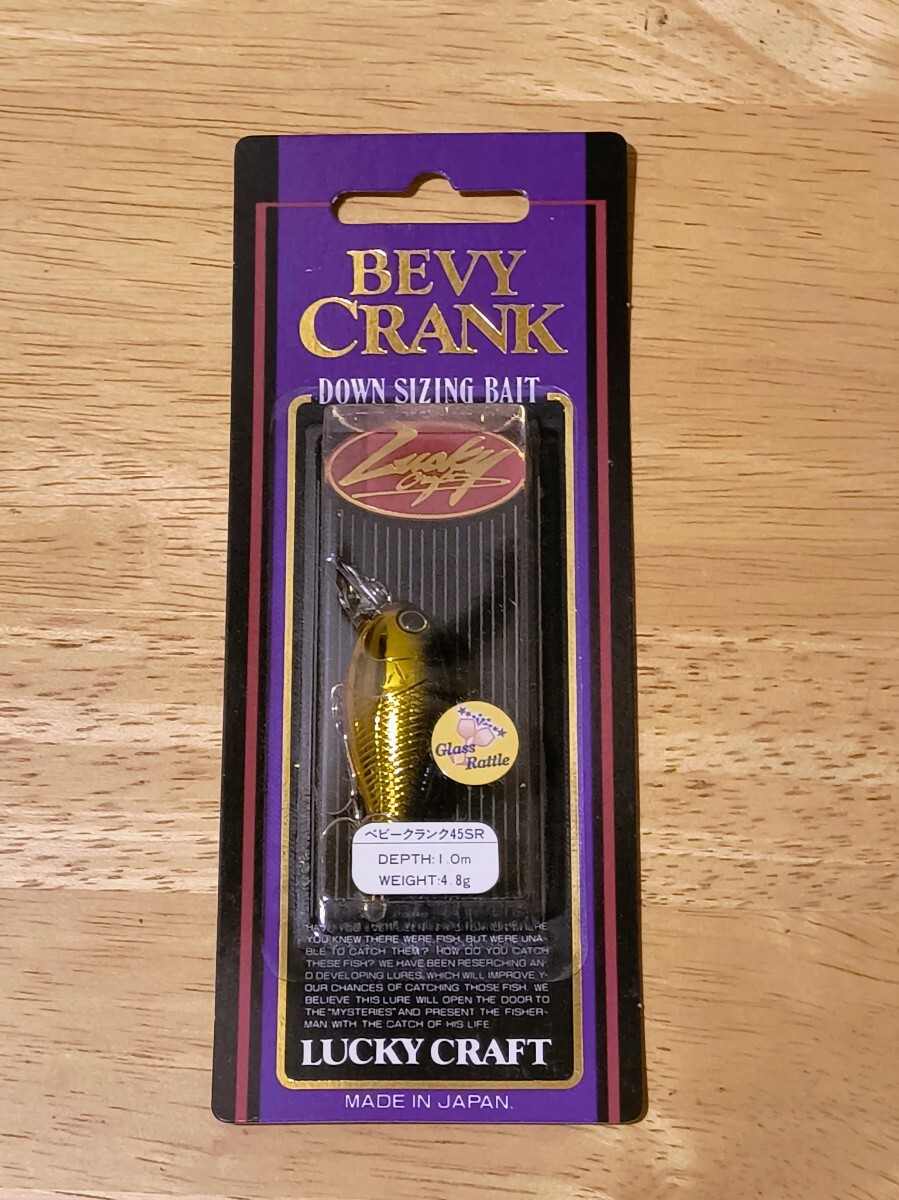 BEVY
CRANK
DOWN SIZING BAIT
Lucky
Craft
Glass
Rattle
ベビークランク45SR
DEPTH:1.0m
WEIGHT:4.8g
HAVE YOU
YOU KNEW THERE WERE FISH, BUT WERE UNA-
BLE TO CATCH THEM? HOW DO YOU CATCH
THESE FISH? WE HAVE BEEN RESERCHING AN-
D DEVELOPING LURES, WHICH WILL IMPROVE Y-
OUR CHANCES OF CATCHING THOSE FISH. WE
BELIEVE THIS LURE WILL OPEN THE DOOR TO
THE "MYSTERIES" AND PRESENT THE FISHER-
MAN WITH THE CATCH OF HIS LIFE.
LUCKY CRAFT
MADE IN JAPAN.